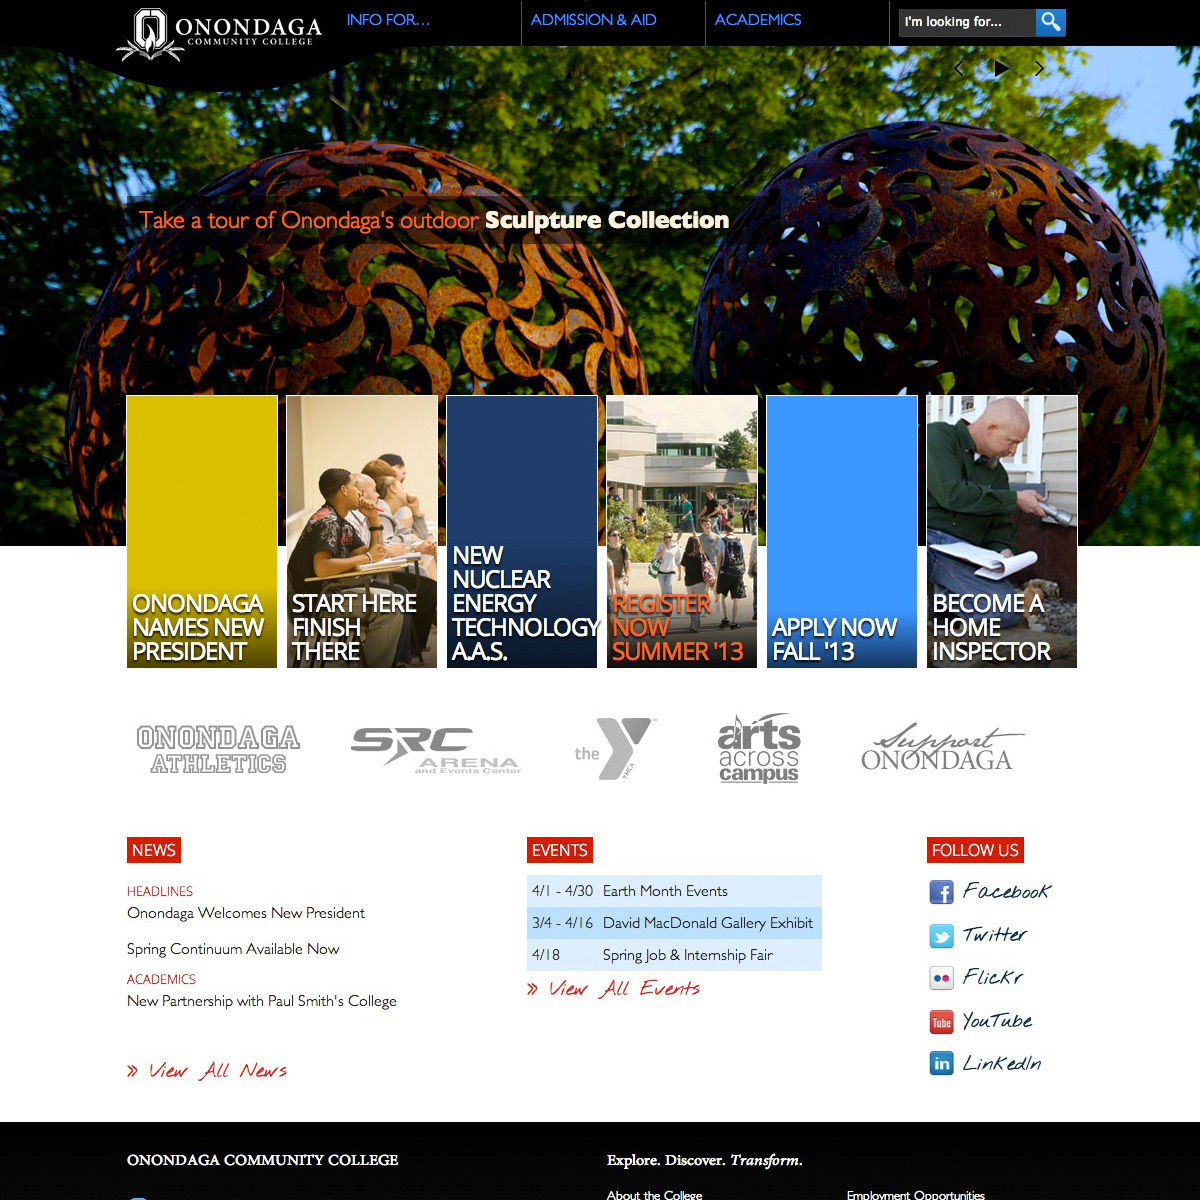 ONONDAGA
COMMUNITY COLLEGE
INFO FOR...
ADMISSION & AID
ACADEMICS
I'm looking for...
Take a tour of Onondaga's outdoor Sculpture Collection
ONONDAGA
NAMES NEW
PRESIDENT
START HERE
FINISH
THERE
NEW
NUCLEAR
ENERGY
TECHNOLOGY
A.A.S.
REGISTER
NOW
SUMMER '13
APPLY NOW
FALL '13
BECOME A
HOME
INSPECTOR
ONONDAGA
ATHLETICS
SRC
ARENA
and Events Center
the Y
YMCA
arts
across
campus
Support
ONONDAGA
NEWS
HEADLINES
Onondaga Welcomes New President
Spring Continuum Available Now
ACADEMICS
New Partnership with Paul Smith's College
» View All News
EVENTS
4/1 - 4/30 Earth Month Events
3/4 - 4/16 David MacDonald Gallery Exhibit
4/18 Spring Job & Internship Fair
» View All Events
FOLLOW US
Facebook
Twitter
Flickr
Tube YouTube
in LinkedIn
ONONDAGA COMMUNITY COLLEGE
Explore. Discover. Transform.
About the College
Employment Opportunities